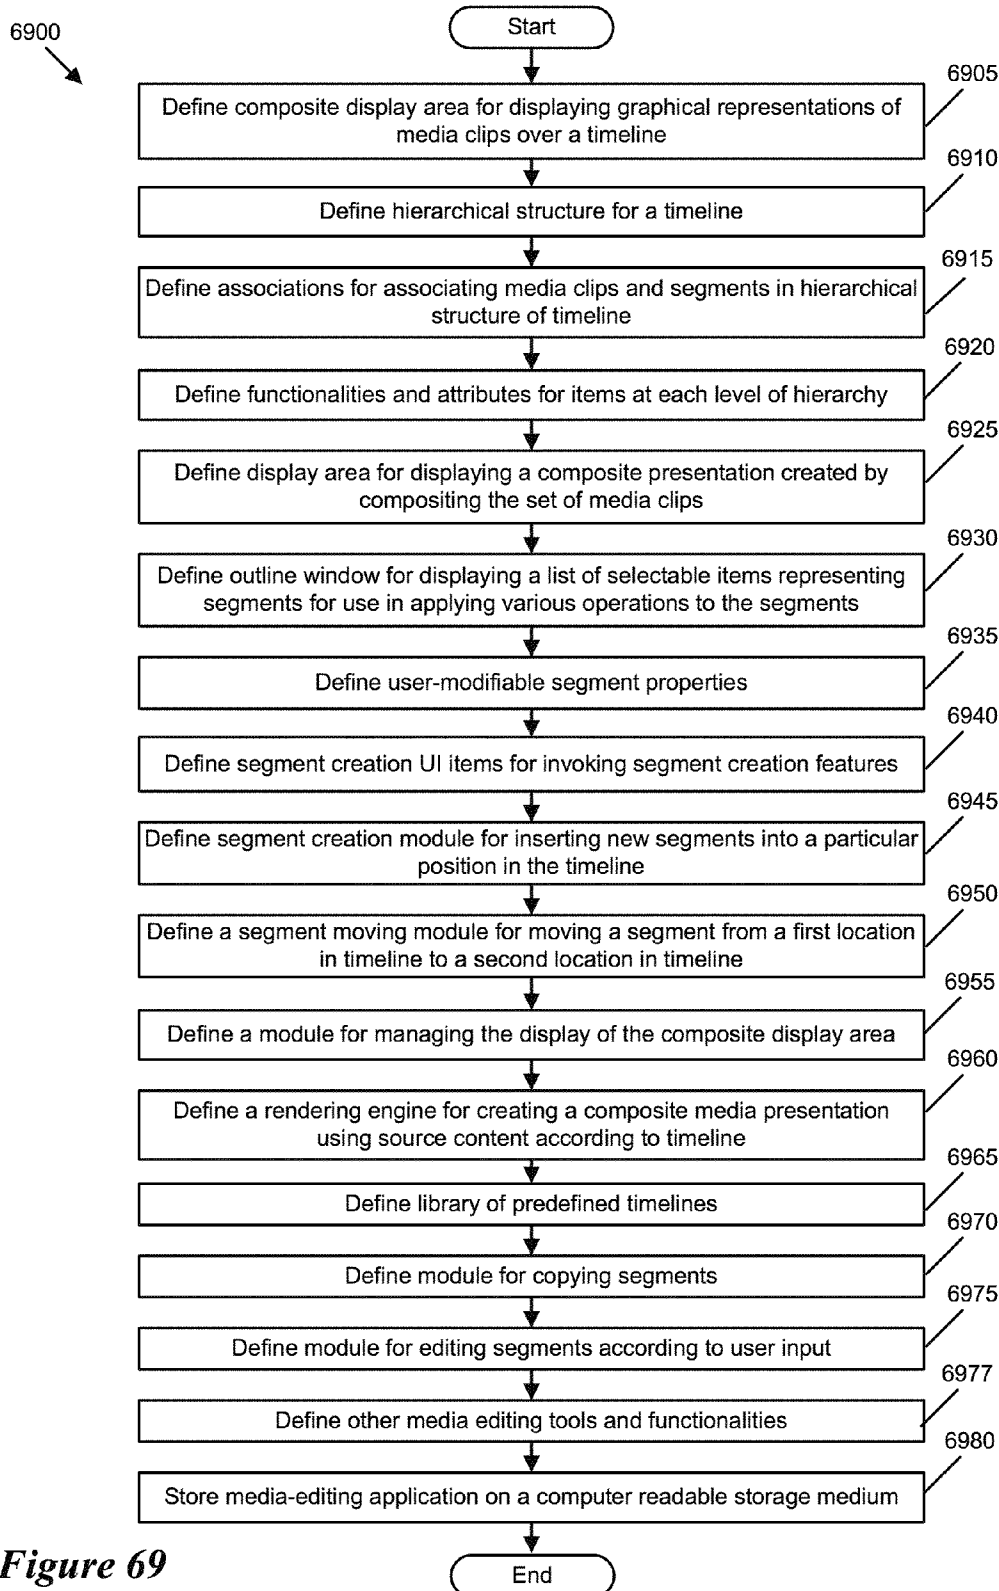 6900
Start
6905
Define composite display area for displaying graphical representations of
media clips over a timeline
6910
Define hierarchical structure for a timeline
6915
Define associations for associating media clips and segments in hierarchical
structure of timeline
6920
Define functionalities and attributes for items at each level of hierarchy
6925
Define display area for displaying a composite presentation created by
compositing the set of media clips
6930
Define outline window for displaying a list of selectable items representing
segments for use in applying various operations to the segments
6935
Define user-modifiable segment properties
6940
Define segment creation UI items for invoking segment creation features
6945
Define segment creation module for inserting new segments into a particular
position in the timeline
6950
Define a segment moving module for moving a segment from a first location
in timeline to a second location in timeline
6955
Define a module for managing the display of the composite display area
6960
Define a rendering engine for creating a composite media presentation
using source content according to timeline
6965
Define library of predefined timelines
6970
Define module for copying segments
6975
Define module for editing segments according to user input
6977
Define other media editing tools and functionalities
6980
Store media-editing application on a computer readable storage medium
End
Figure 69